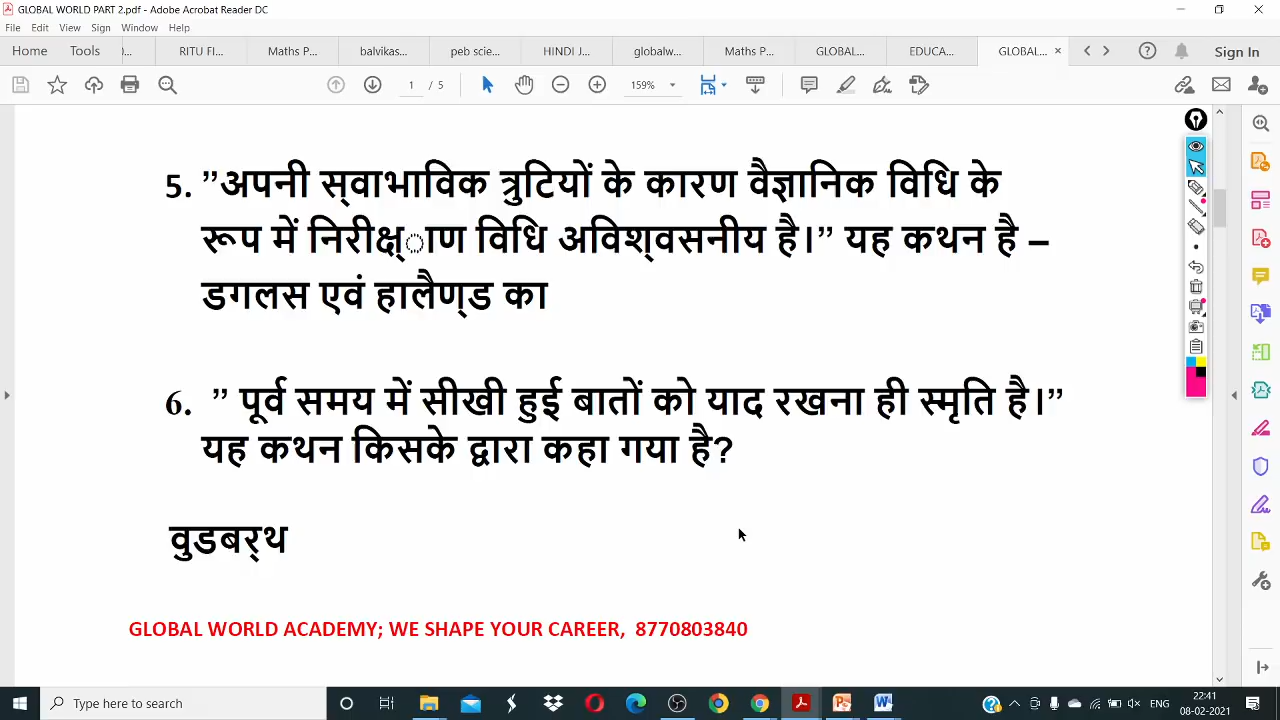 GLOBAL WORLD PART 2.pdf - Adobe Acrobat Reader DC
File Edit View Sign Window Help
Home Tools ).. RITU FI... Maths P... balvikas... peb scie... HINDI J... globalw... Maths P... GLOBAL... EDUCA... GLOBAL... × Sign In
1 / 5 159%
5. ”अपनी स्वाभाविक त्रुटियों के कारण वैज्ञानिक विधि के
रूप में निरीक्ष्‌ाण विधि अविश्वसनीय है।” यह कथन है –
डगलस एवं हालैण्ड का
6. ” पूर्व समय में सीखी हुई बातों को याद रखना ही स्मृति है।”
यह कथन किसके द्वारा कहा गया है?
वुडबर्थ
GLOBAL WORLD ACADEMY; WE SHAPE YOUR CAREER, 8770803840
Type here to search
22:41
08-02-2021